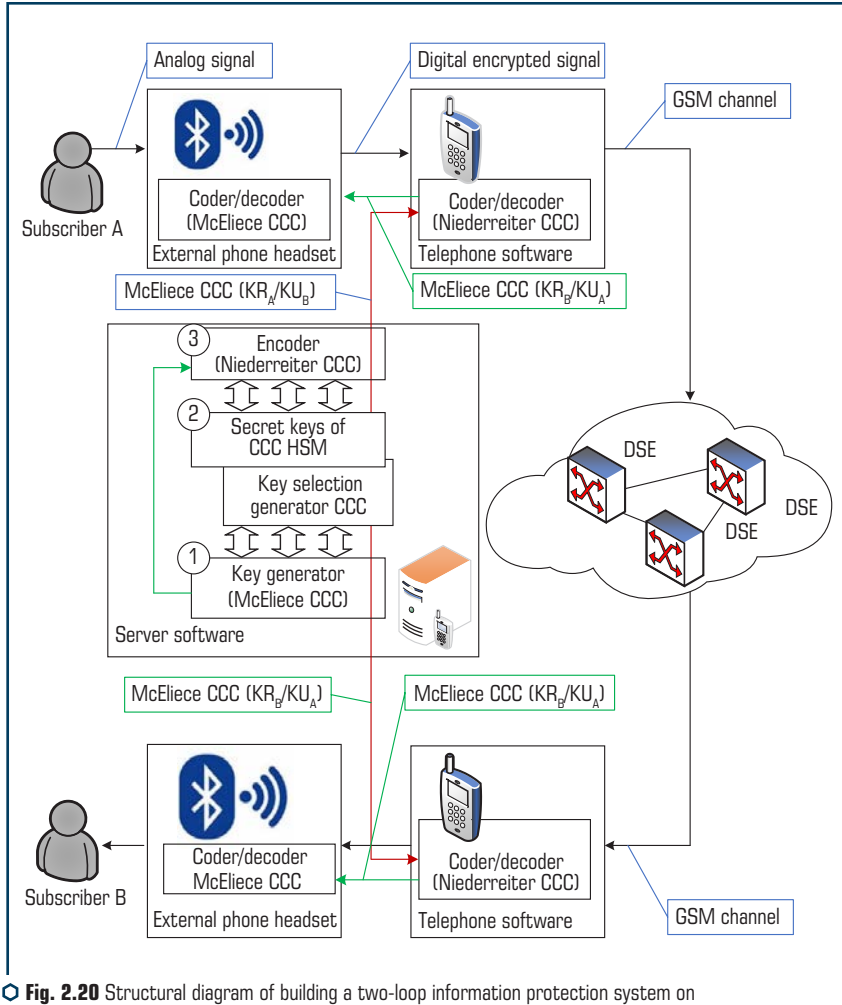 Analog signal
Digital encrypted signal
GSM channel
Subscriber A
Coder/decoder
(McEliece CCC)
External phone headset
Coder/decoder
(Niederreiter CCC)
Telephone software
McEliece CCC (KR_A/KU_B)
McEliece CCC (KR_B/KU_A)
3
Encoder
(Niederreiter CCC)
2
Secret keys of
CCC HSM
Key selection
generator CCC
1
Key generator
(McEliece CCC)
Server software
DSE
DSE
DSE
McEliece CCC (KR_B/KU_A)
McEliece CCC (KR_B/KU_A)
Subscriber B
Coder/decoder
McEliece CCC
External phone headset
Coder/decoder
(Niederreiter CCC)
Telephone software
GSM channel
Fig. 2.20 Structural diagram of building a two-loop information protection system on